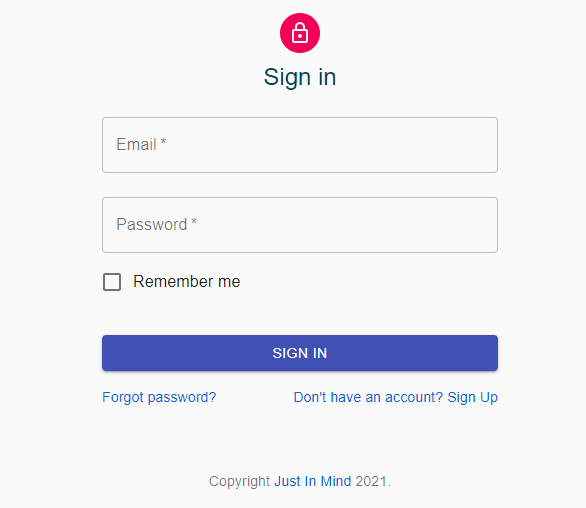 Sign in
Email *
Password *
Remember me
SIGN IN
Forgot password? Don't have an account? Sign Up
Copyright Just In Mind 2021.